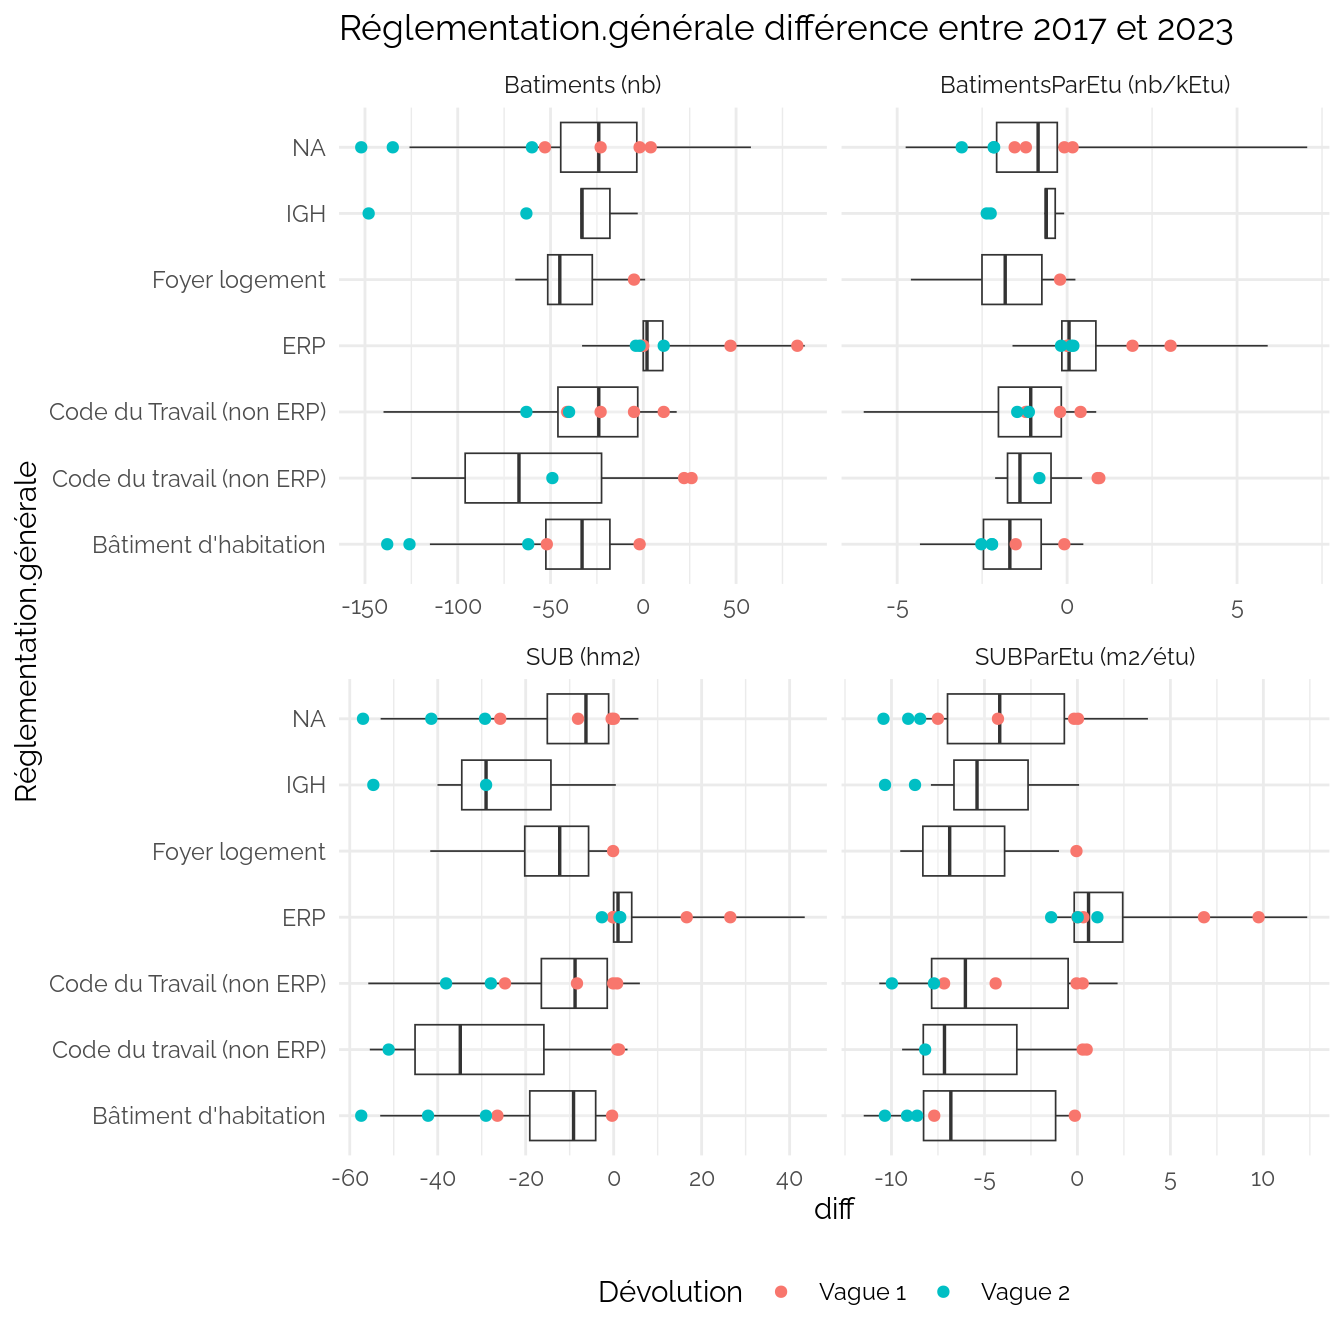 Réglementation.générale différence entre 2017 et 2023
Batiments (nb)
BatimentsParEtu (nb/kEtu)
NA
IGH
Foyer logement
ERP
Code du Travail (non ERP)
Code du travail (non ERP)
Bâtiment d'habitation
-150 -100 -50 0 50
-5 0 5
SUB (hm2)
SUBParEtu (m2/étu)
NA
IGH
Foyer logement
ERP
Code du Travail (non ERP)
Code du travail (non ERP)
Bâtiment d'habitation
-60 -40 -20 0 20 40
-10 -5 0 5 10
diff
Réglementation.générale
Dévolution Vague 1 Vague 2